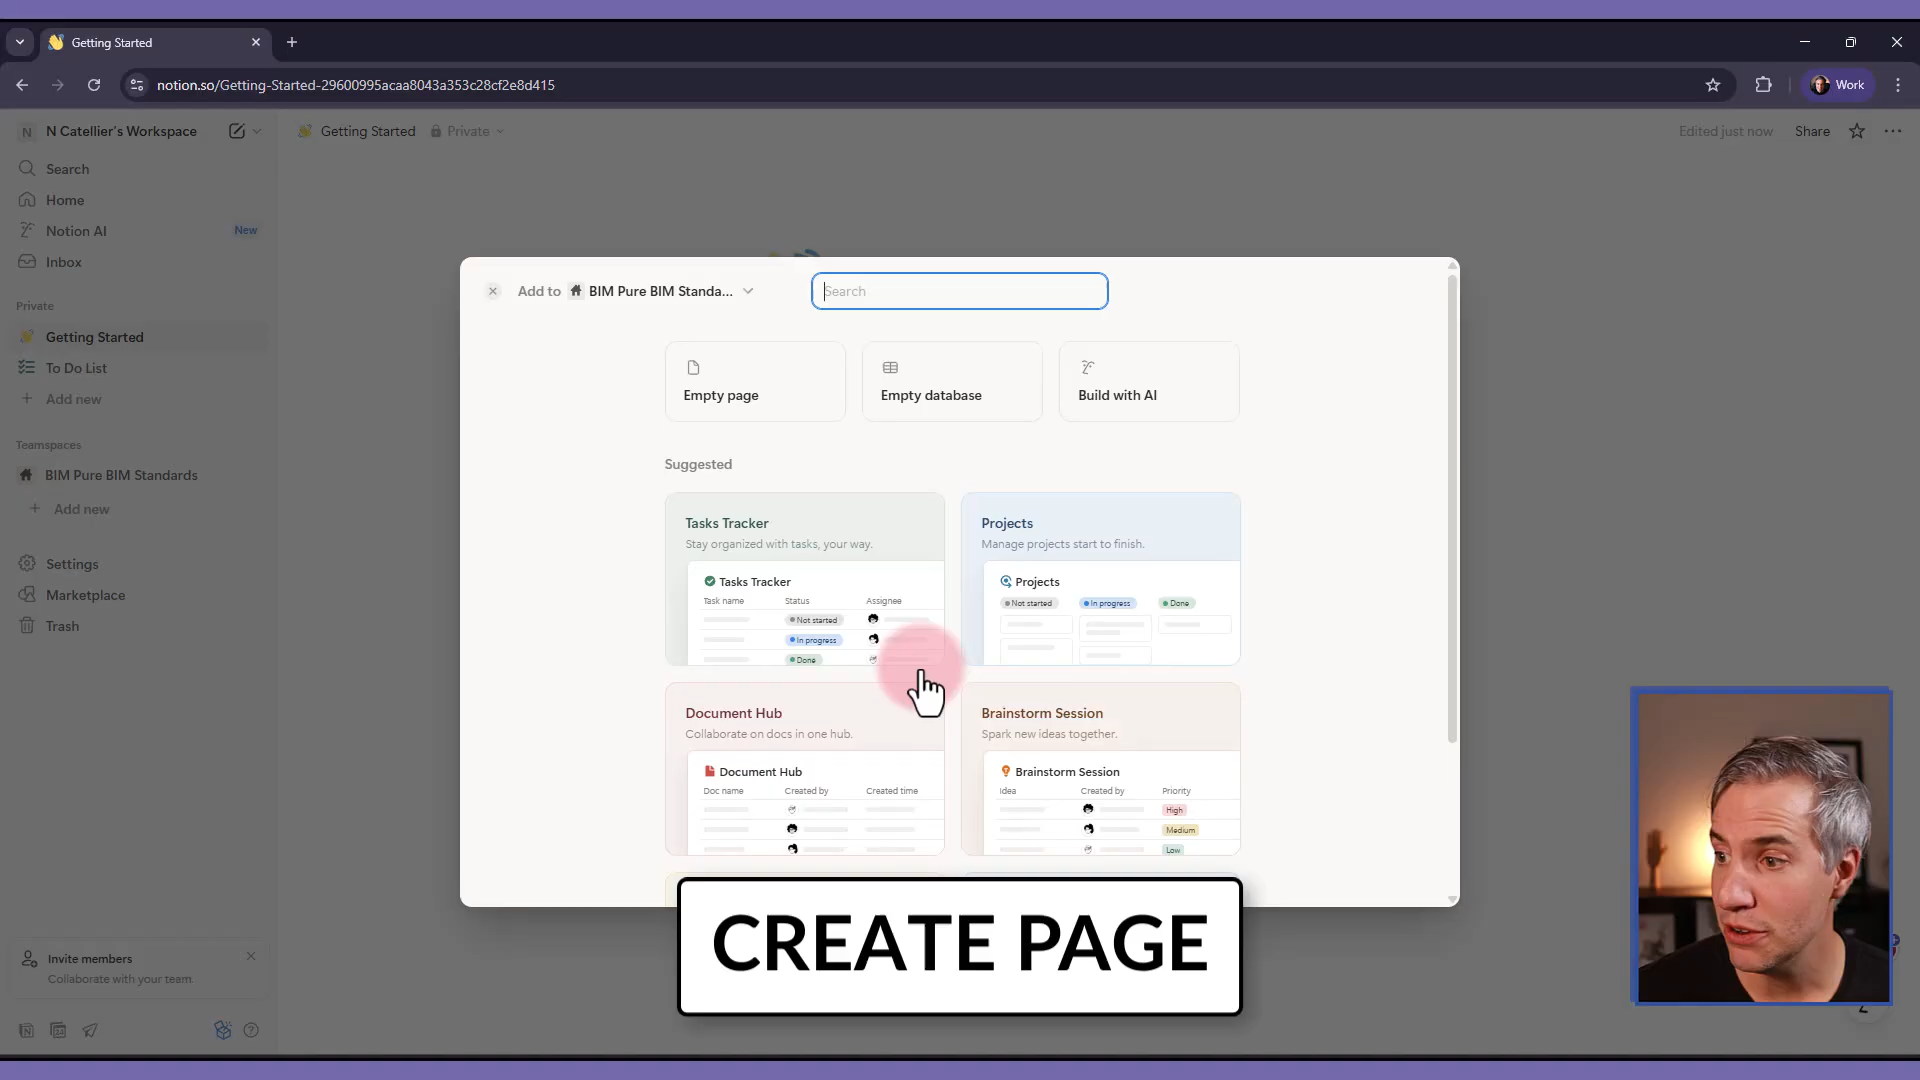 Getting Started
notion.so/Getting-Started-29600995acaa8043a353c28cf2e8d415
Work
N
N Catellier's Workspace
Getting Started
Private
Edited just now
Share
Search
Home
Notion AI
New
Inbox
Private
Getting Started
To Do List
Add new
Teamspaces
BIM Pure BIM Standards
Add new
Settings
Marketplace
Trash
Invite members
Collaborate with your team.
Add to
BIM Pure BIM Standa...
Search
Empty page
Empty database
Build with AI
Suggested
Tasks Tracker
Stay organized with tasks, your way.
Tasks Tracker
Task name Status Assignee
Not started
In progress
Done
Projects
Manage projects start to finish.
Projects
Not started In progress Done
Document Hub
Collaborate on docs in one hub.
Document Hub
Doc name Created by Created time
Brainstorm Session
Spark new ideas together.
Brainstorm Session
Idea Created by Priority
High
Medium
Low
CREATE PAGE